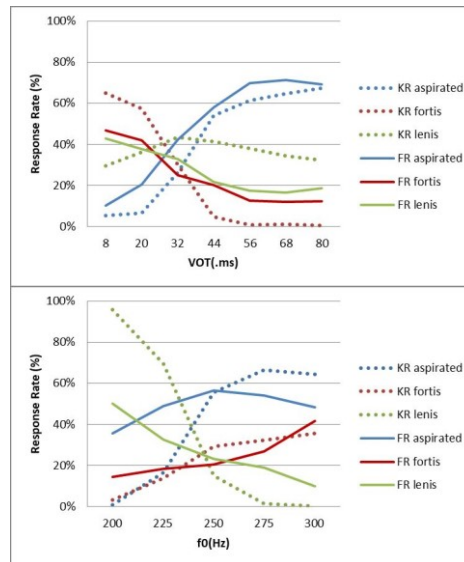 100%
80%
60%
40%
20%
0%
Response Rate (%)
8 20 32 44 56 68 80
VOT(.ms)
KR aspirated
KR fortis
KR lenis
FR aspirated
FR fortis
FR lenis
100%
80%
60%
40%
20%
0%
Response Rate (%)
200 225 250 275 300
f0(Hz)
KR aspirated
KR fortis
KR lenis
FR aspirated
FR fortis
FR lenis